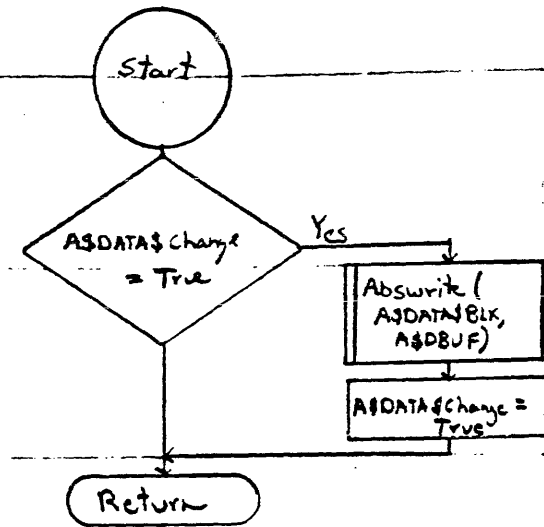 Start
A$DATA$Change
= True
Yes
Abswrite(
A$DATA$BLK,
A$DBUF)
A$DATA$Change =
True
Return